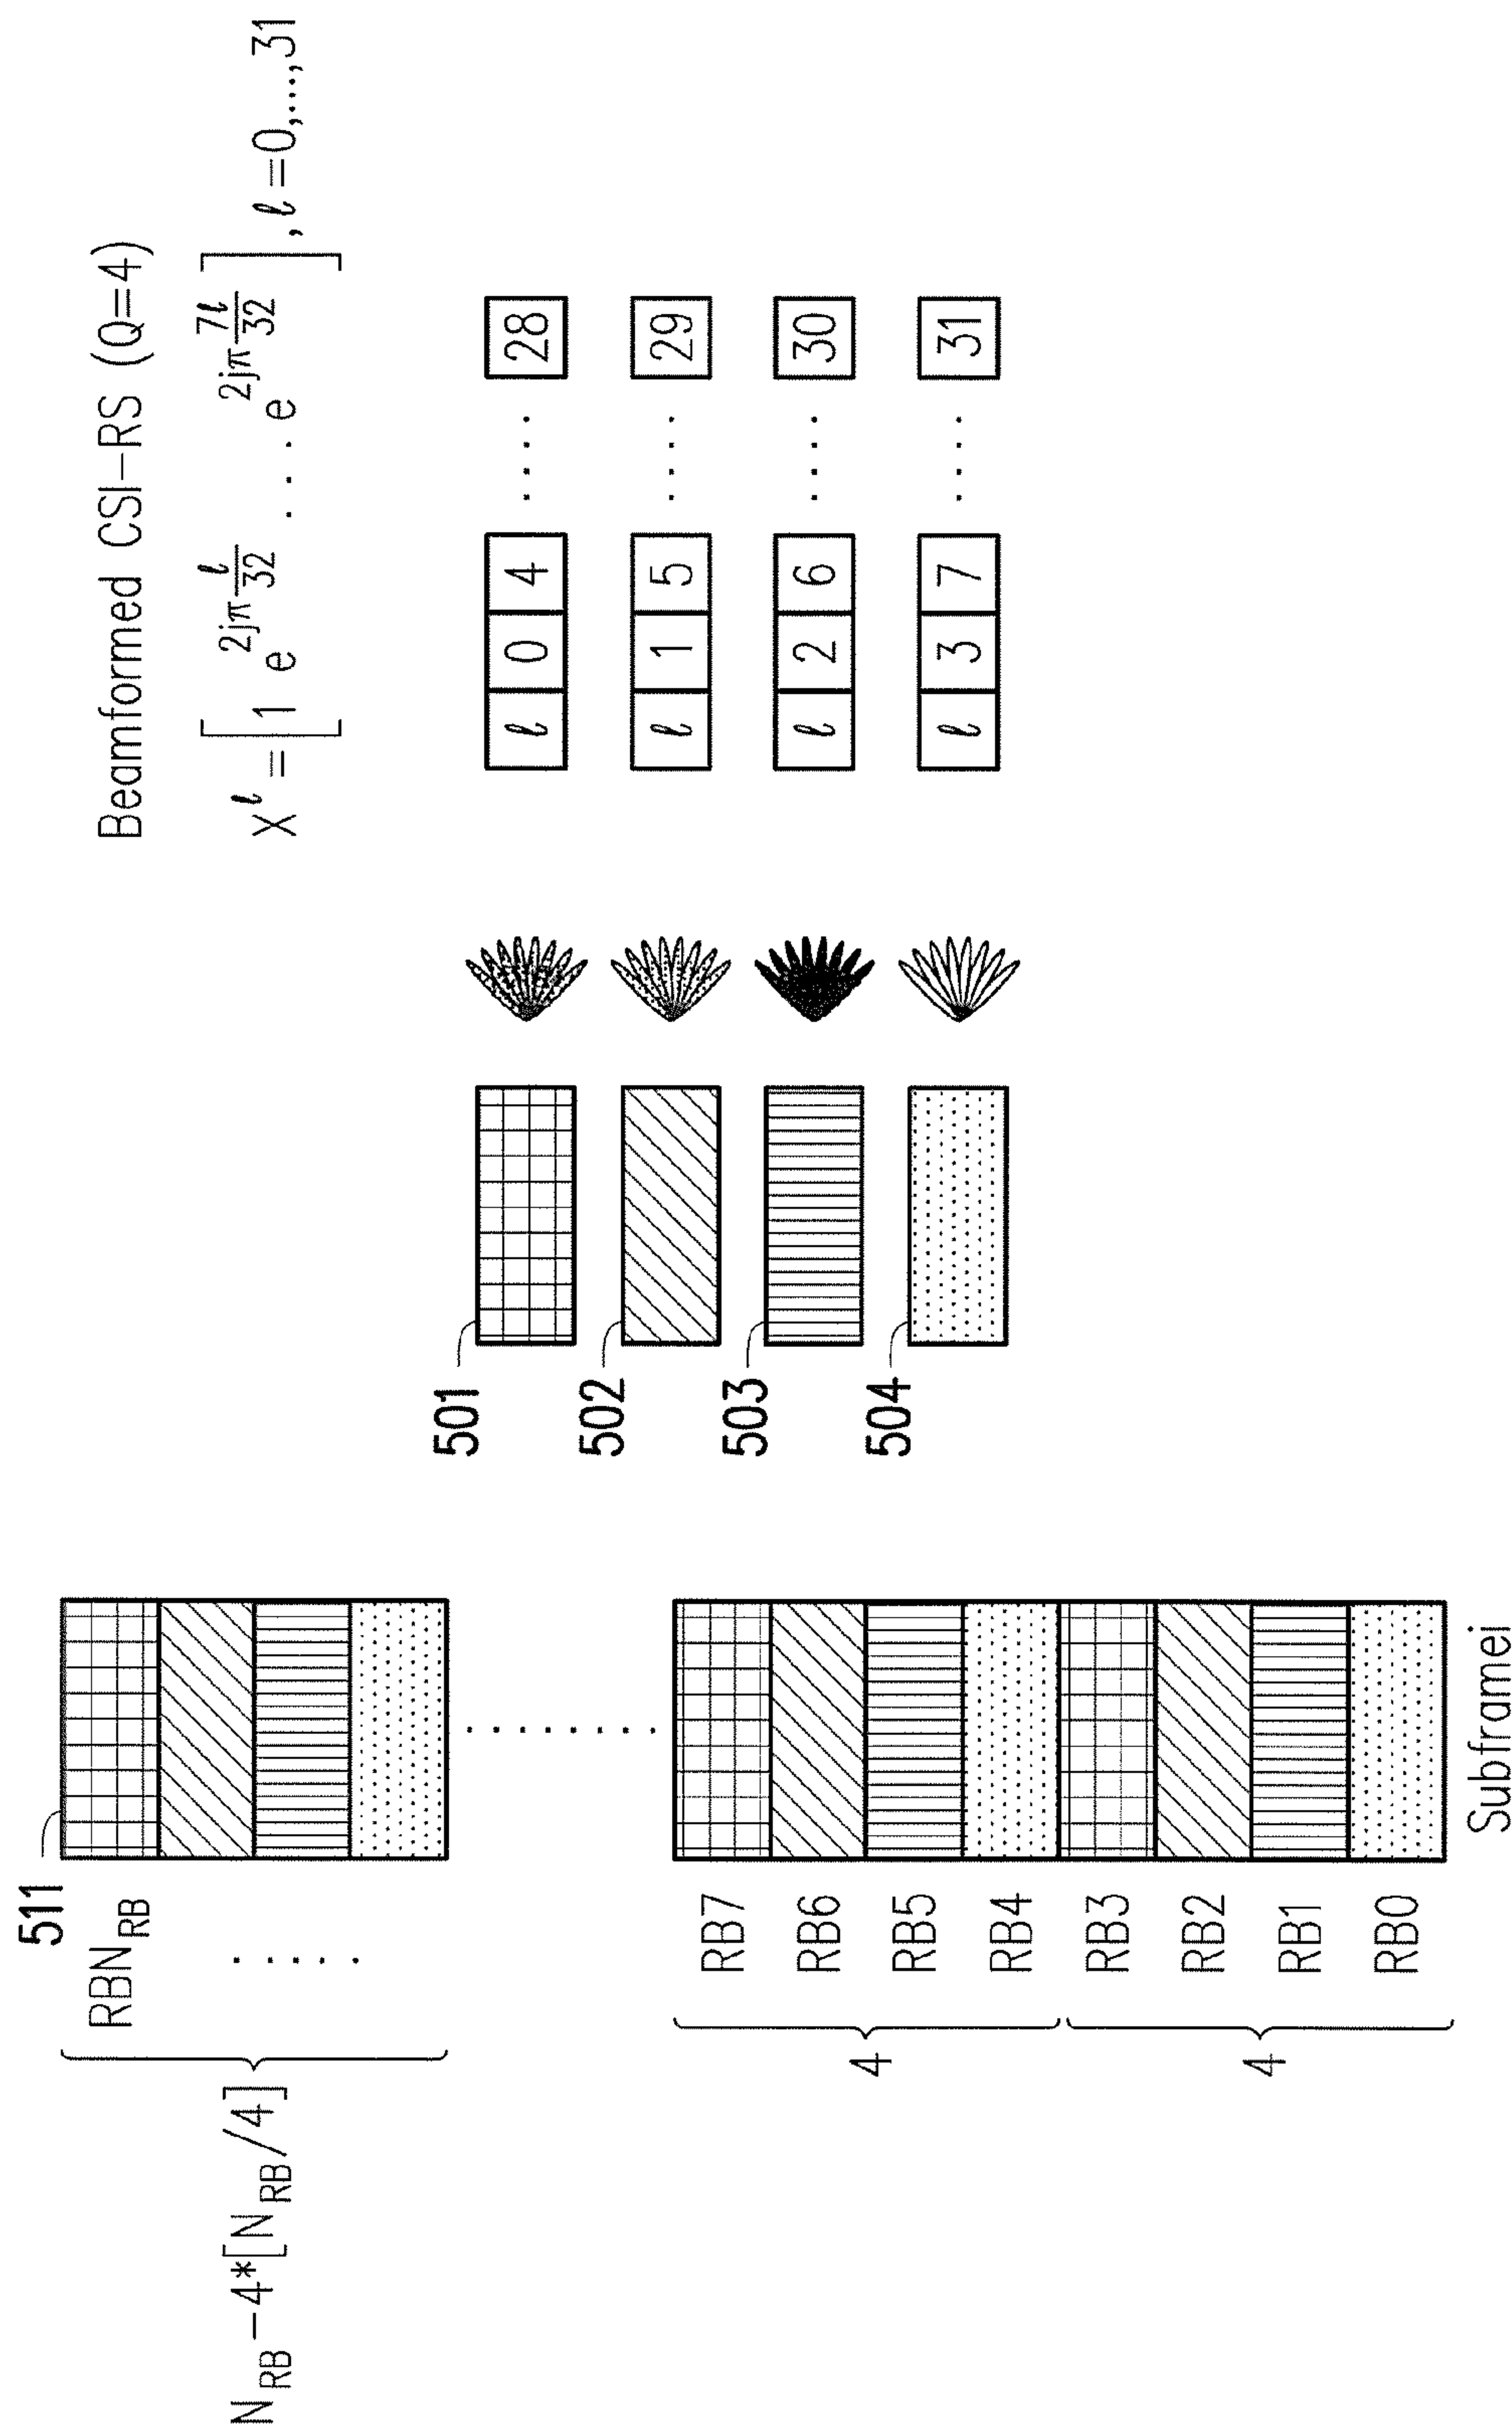 Beamformed CSI-RS (Q=4)
X^ℓ = [1 e^{2jπ ℓ/32} . . . e^{2jπ 7ℓ/32}], ℓ=0,...,31
501
ℓ 0 4 .... 28
502
ℓ 1 5 .... 29
503
ℓ 2 6 .... 30
504
ℓ 3 7 .... 31
511
RBN_RB
.....
N_RB-4*[N_RB/4]
........
RB7
RB6
RB5
RB4
4
RB3
RB2
RB1
RB0
4
Subframei